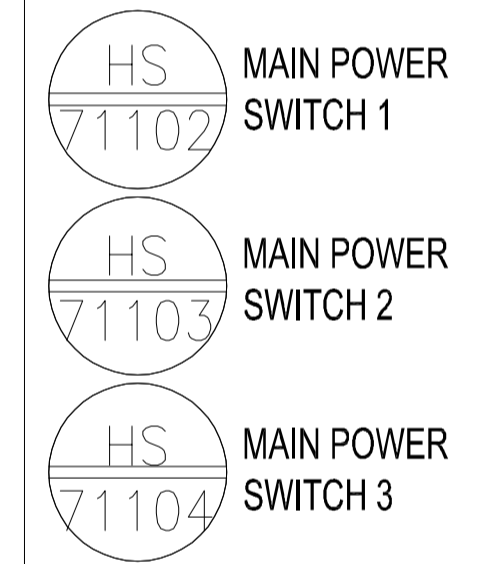 HS
71102
MAIN POWER
SWITCH 1
HS
71103
MAIN POWER
SWITCH 2
HS
71104
MAIN POWER
SWITCH 3